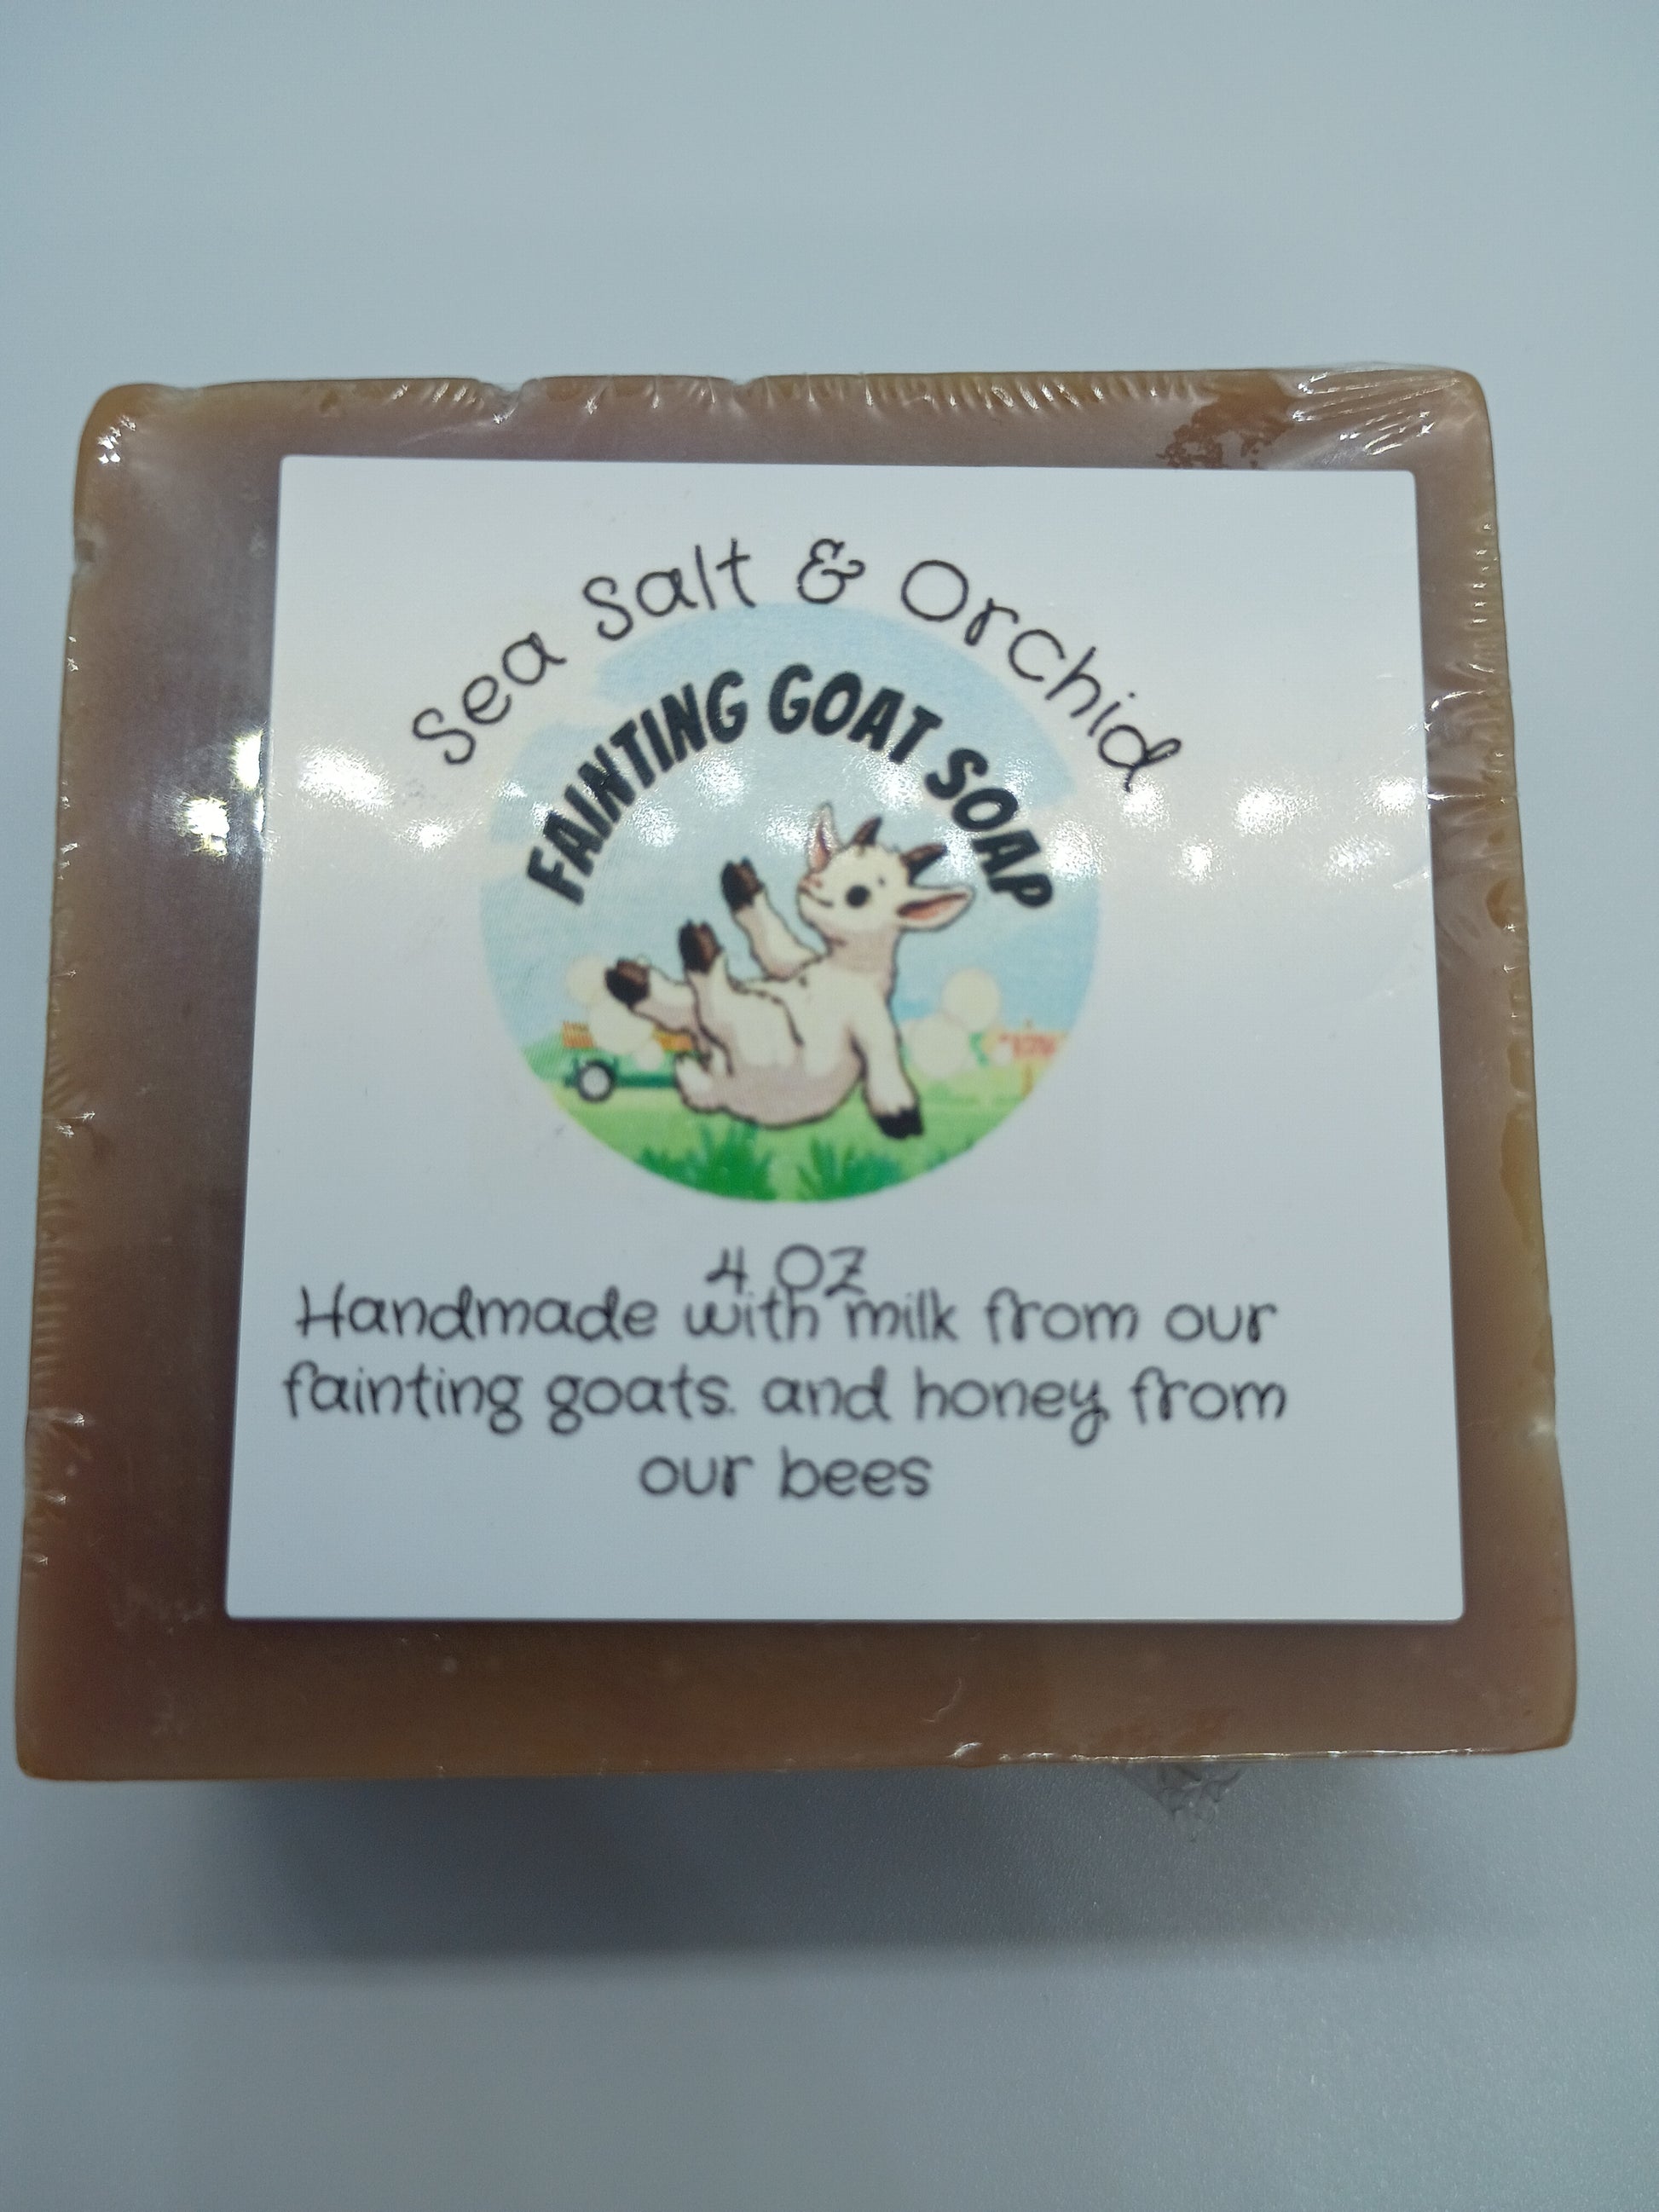 Sea Salt & Orchid
FAINTING GOAT SOAP
4 OZ
Handmade with milk from our
fainting goats. and honey from
our bees